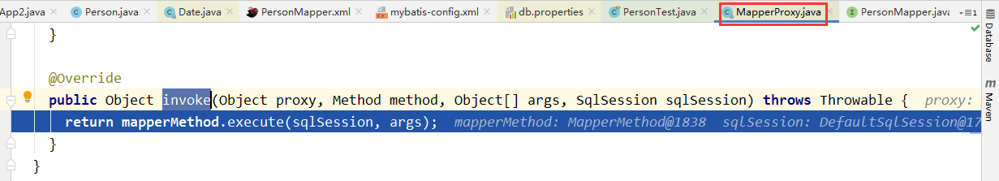 App2.java Person.java Date.java PersonMapper.xml mybatis-config.xml db.properties PersonTest.java MapperProxy.java PersonMapper.java 1
}
@Override
public Object invoke(Object proxy, Method method, Object[] args, SqlSession sqlSession) throws Throwable { proxy:
return mapperMethod.execute(sqlSession, args); mapperMethod: MapperMethod@1838 sqlSession: DefaultSqlSession@17
}
}
Database
m Maven